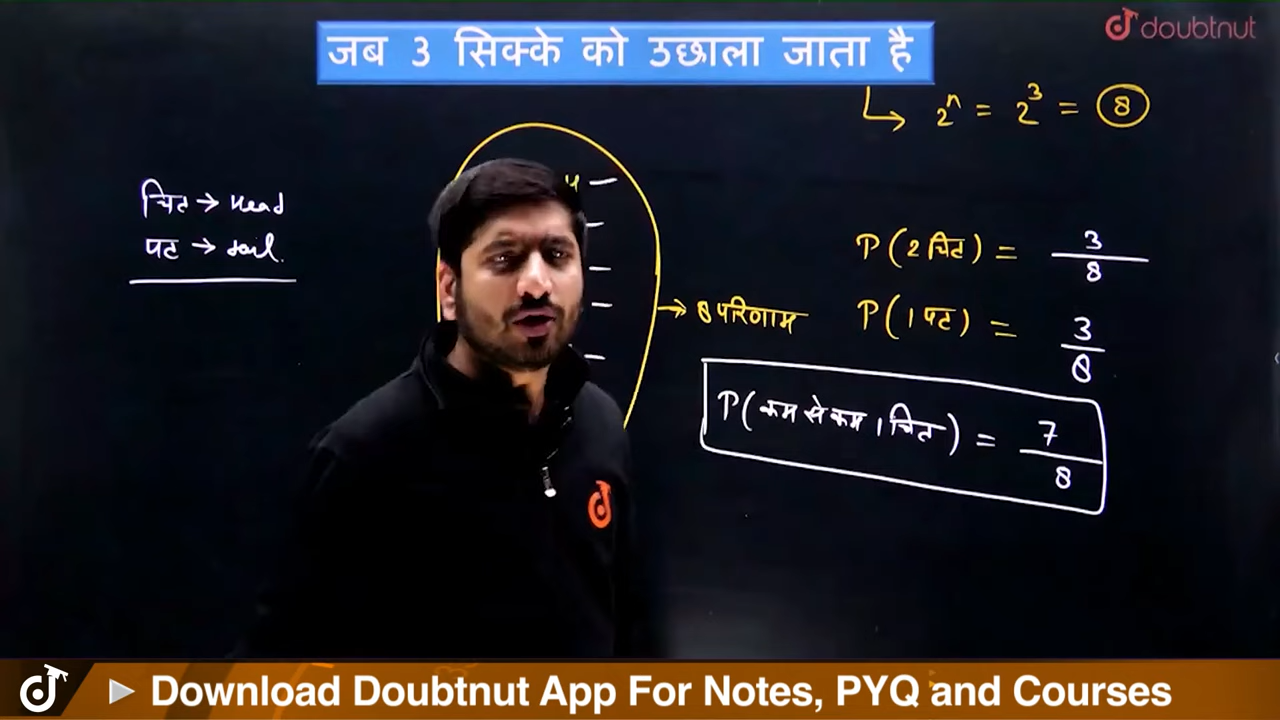 जब 3 सिक्के को उछाला जाता है
doubtnut
2ⁿ = 2³ = 8
चित → Head
पट → Tail.
P(2 चित) = 3/8
→ 8 परिणाम
P(1 पट) = 3/8
P(कम से कम 1 चित) = 7/8
Download Doubtnut App For Notes, PYQ and Courses